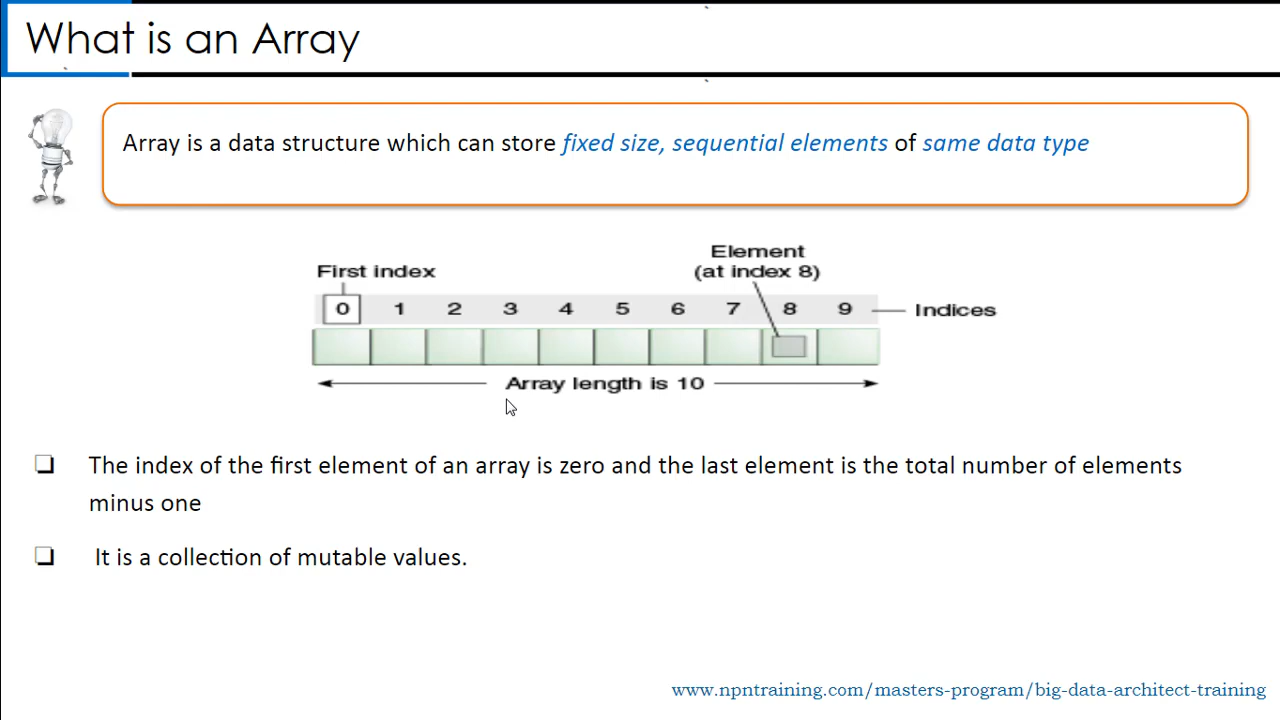 What is an Array
Array is a data structure which can store fixed size, sequential elements of same data type
Element
First index (at index 8)
0 1 2 3 4 5 6 7 8 9 Indices
Array length is 10
The index of the first element of an array is zero and the last element is the total number of elements
minus one
It is a collection of mutable values.
www.npntraining.com/masters-program/big-data-architect-training